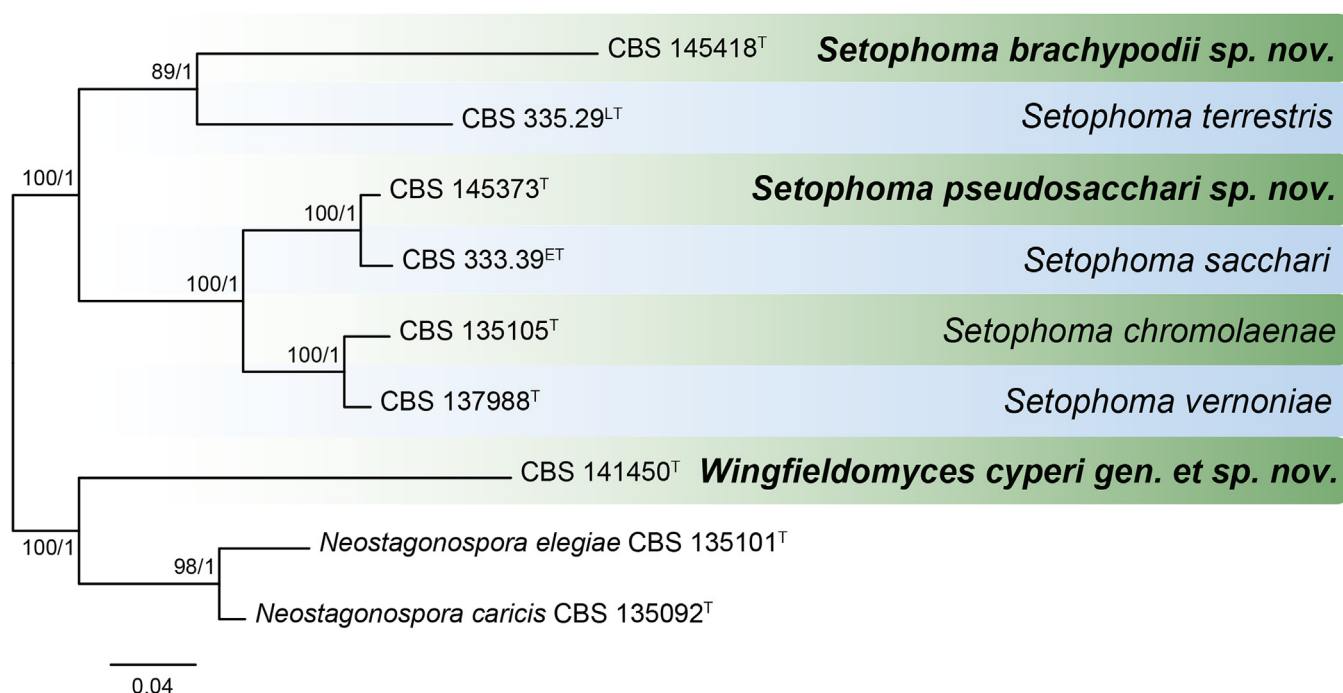 CBS 145418ᵀ Setophoma brachypodii sp. nov.
89/1
CBS 335.29ᴸᵀ Setophoma terrestris
100/1
CBS 145373ᵀ Setophoma pseudosacchari sp. nov.
100/1
CBS 333.39ᴱᵀ Setophoma sacchari
100/1
CBS 135105ᵀ Setophoma chromolaenae
100/1
CBS 137988ᵀ Setophoma vernoniae
CBS 141450ᵀ Wingfieldomyces cyperi gen. et sp. nov.
100/1
Neostagonospora elegiae CBS 135101ᵀ
98/1
Neostagonospora caricis CBS 135092ᵀ
0.04